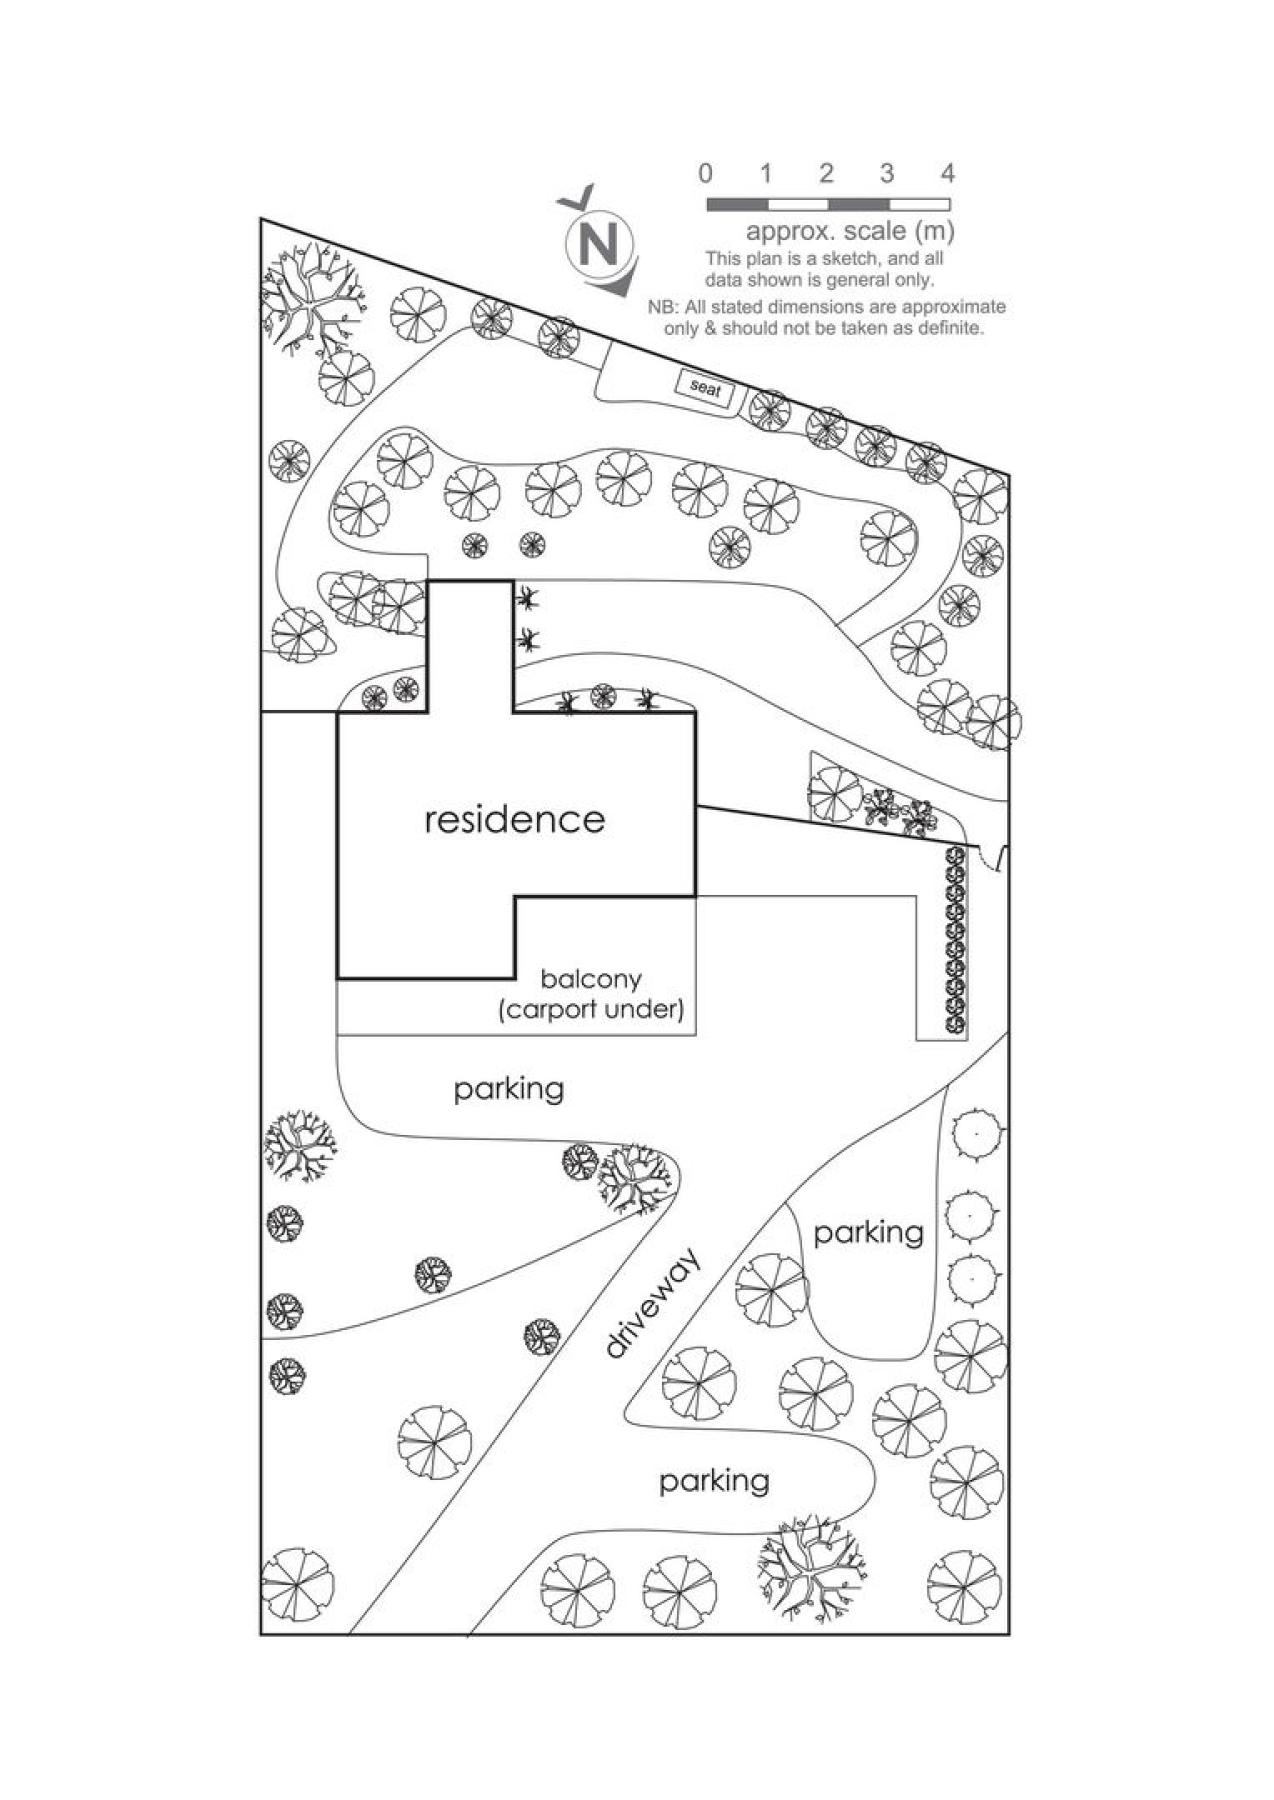 0 1 2 3 4
N
approx. scale (m)
This plan is a sketch, and all
data shown is general only.
NB: All stated dimensions are approximate
only & should not be taken as definite.
seat
residence
balcony
(carport under)
parking
parking
driveway
parking